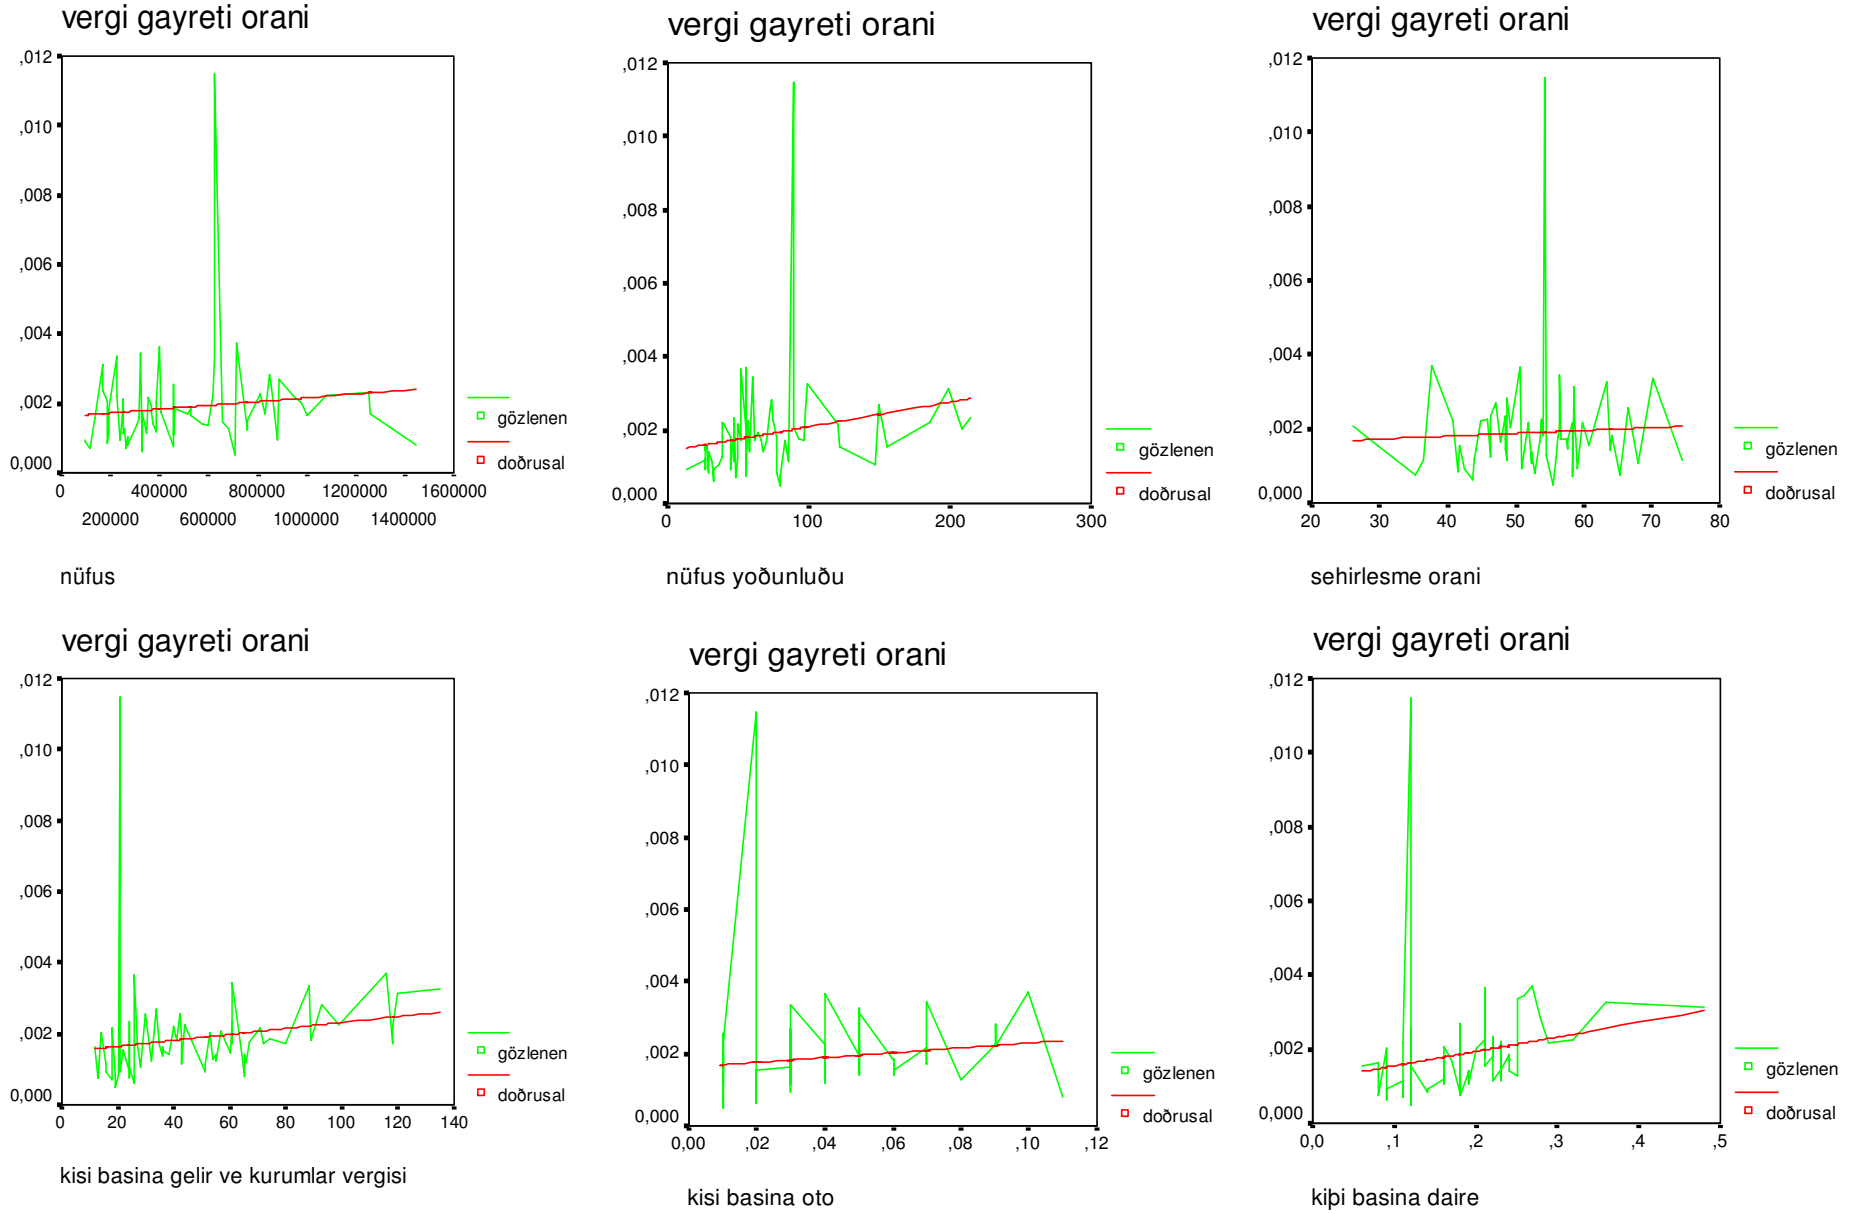 vergi gayreti orani
,012
,010
,008
,006
,004
,002
0,000
0 400000 800000 1200000 1600000
200000 600000 1000000 1400000
gözlenen
doðrusal
nüfus
vergi gayreti orani
,012
,010
,008
,006
,004
,002
0,000
0 100 200 300
gözlenen
doðrusal
nüfus yoðunluðu
vergi gayreti orani
,012
,010
,008
,006
,004
,002
0,000
20 30 40 50 60 70 80
gözlenen
doðrusal
sehirlesme orani
vergi gayreti orani
,012
,010
,008
,006
,004
,002
0,000
0 20 40 60 80 100 120 140
gözlenen
doðrusal
kisi basina gelir ve kurumlar vergisi
vergi gayreti orani
,012
,010
,008
,006
,004
,002
0,000
0,00 ,02 ,04 ,06 ,08 ,10 ,12
gözlenen
doðrusal
kisi basina oto
vergi gayreti orani
,012
,010
,008
,006
,004
,002
0,000
0,0 ,1 ,2 ,3 ,4 ,5
gözlenen
doðrusal
kiþi basina daire